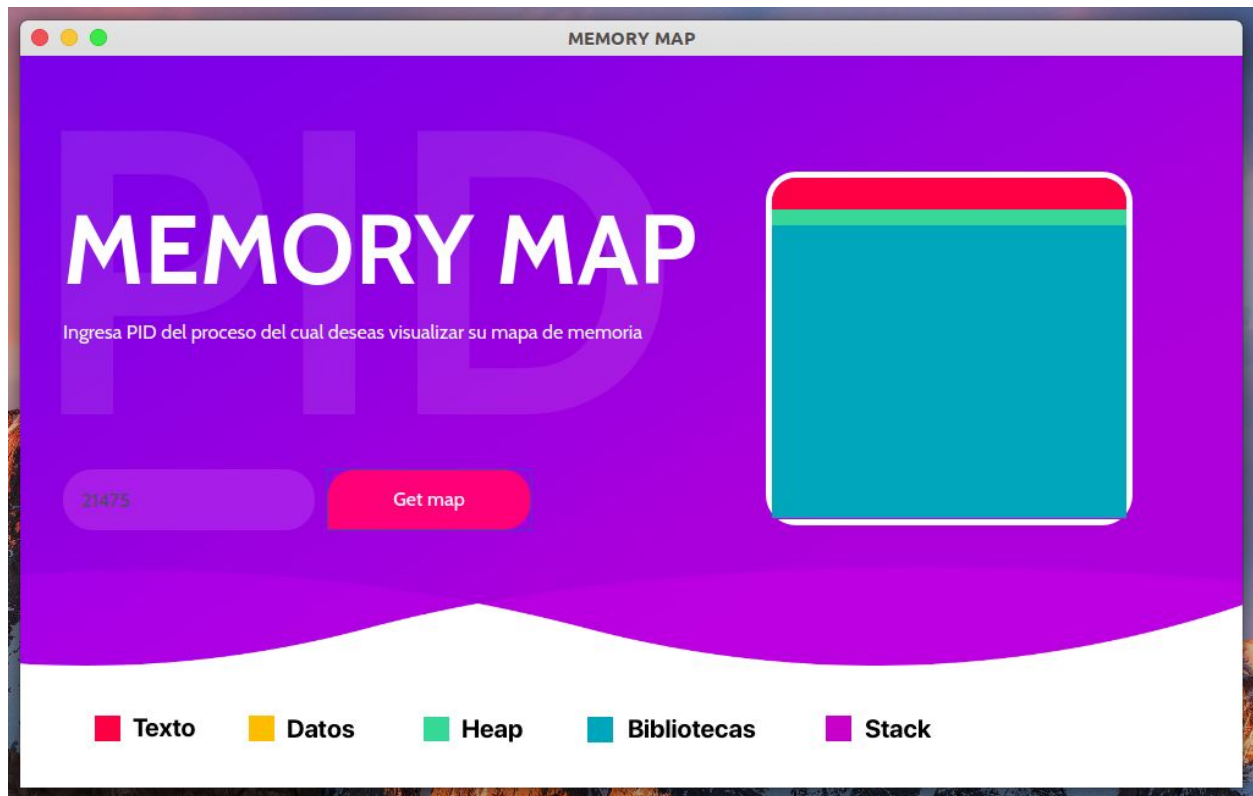 MEMORY MAP
PID
MEMORY MAP
Ingresa PID del proceso del cual deseas visualizar su mapa de memoria
21475
Get map
Texto
Datos
Heap
Bibliotecas
Stack